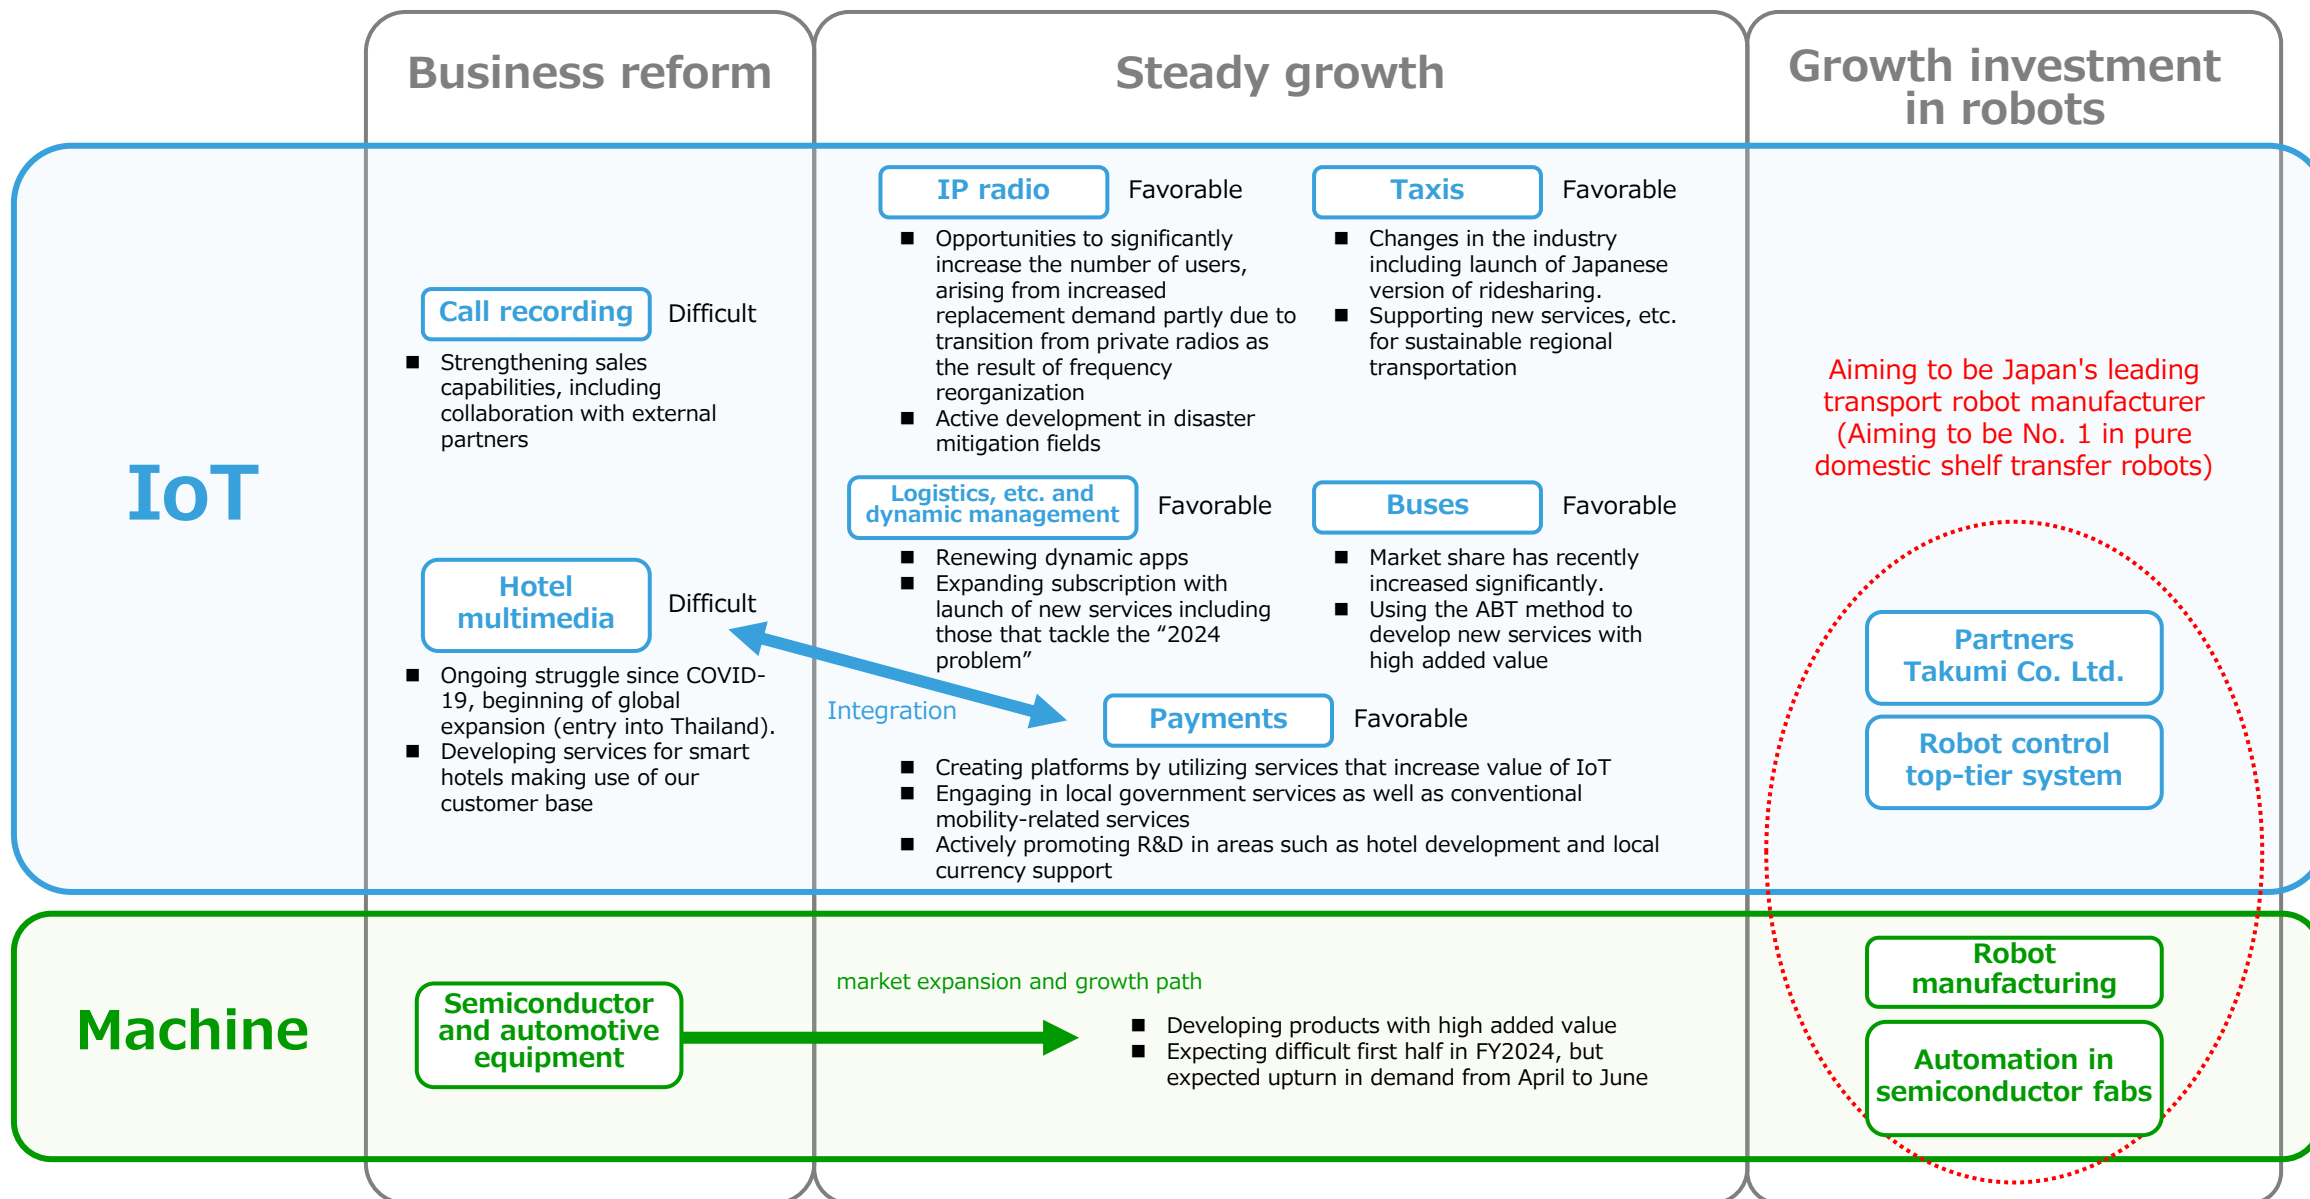 Business reform
Steady growth
Growth investment
in robots
IoT
Call recording
Difficult
■ Strengthening sales
capabilities, including
collaboration with external
partners
Hotel
multimedia
Difficult
■ Ongoing struggle since COVID-
19, beginning of global
expansion (entry into Thailand).
■ Developing services for smart
hotels making use of our
customer base
IP radio
Favorable
■ Opportunities to significantly
increase the number of users,
arising from increased
replacement demand partly due to
transition from private radios as
the result of frequency
reorganization
■ Active development in disaster
mitigation fields
Taxis
Favorable
■ Changes in the industry
including launch of Japanese
version of ridesharing.
■ Supporting new services, etc.
for sustainable regional
transportation
Logistics, etc. and
dynamic management
Favorable
■ Renewing dynamic apps
■ Expanding subscription with
launch of new services including
those that tackle the “2024
problem”
Buses
Favorable
■ Market share has recently
increased significantly.
■ Using the ABT method to
develop new services with
high added value
Integration
Payments
Favorable
■ Creating platforms by utilizing services that increase value of IoT
■ Engaging in local government services as well as conventional
mobility-related services
■ Actively promoting R&D in areas such as hotel development and local
currency support
Aiming to be Japan's leading
transport robot manufacturer
(Aiming to be No. 1 in pure
domestic shelf transfer robots)
Partners
Takumi Co. Ltd.
Robot control
top-tier system
Machine
Semiconductor
and automotive
equipment
market expansion and growth path
■ Developing products with high added value
■ Expecting difficult first half in FY2024, but
expected upturn in demand from April to June
Robot
manufacturing
Automation in
semiconductor fabs